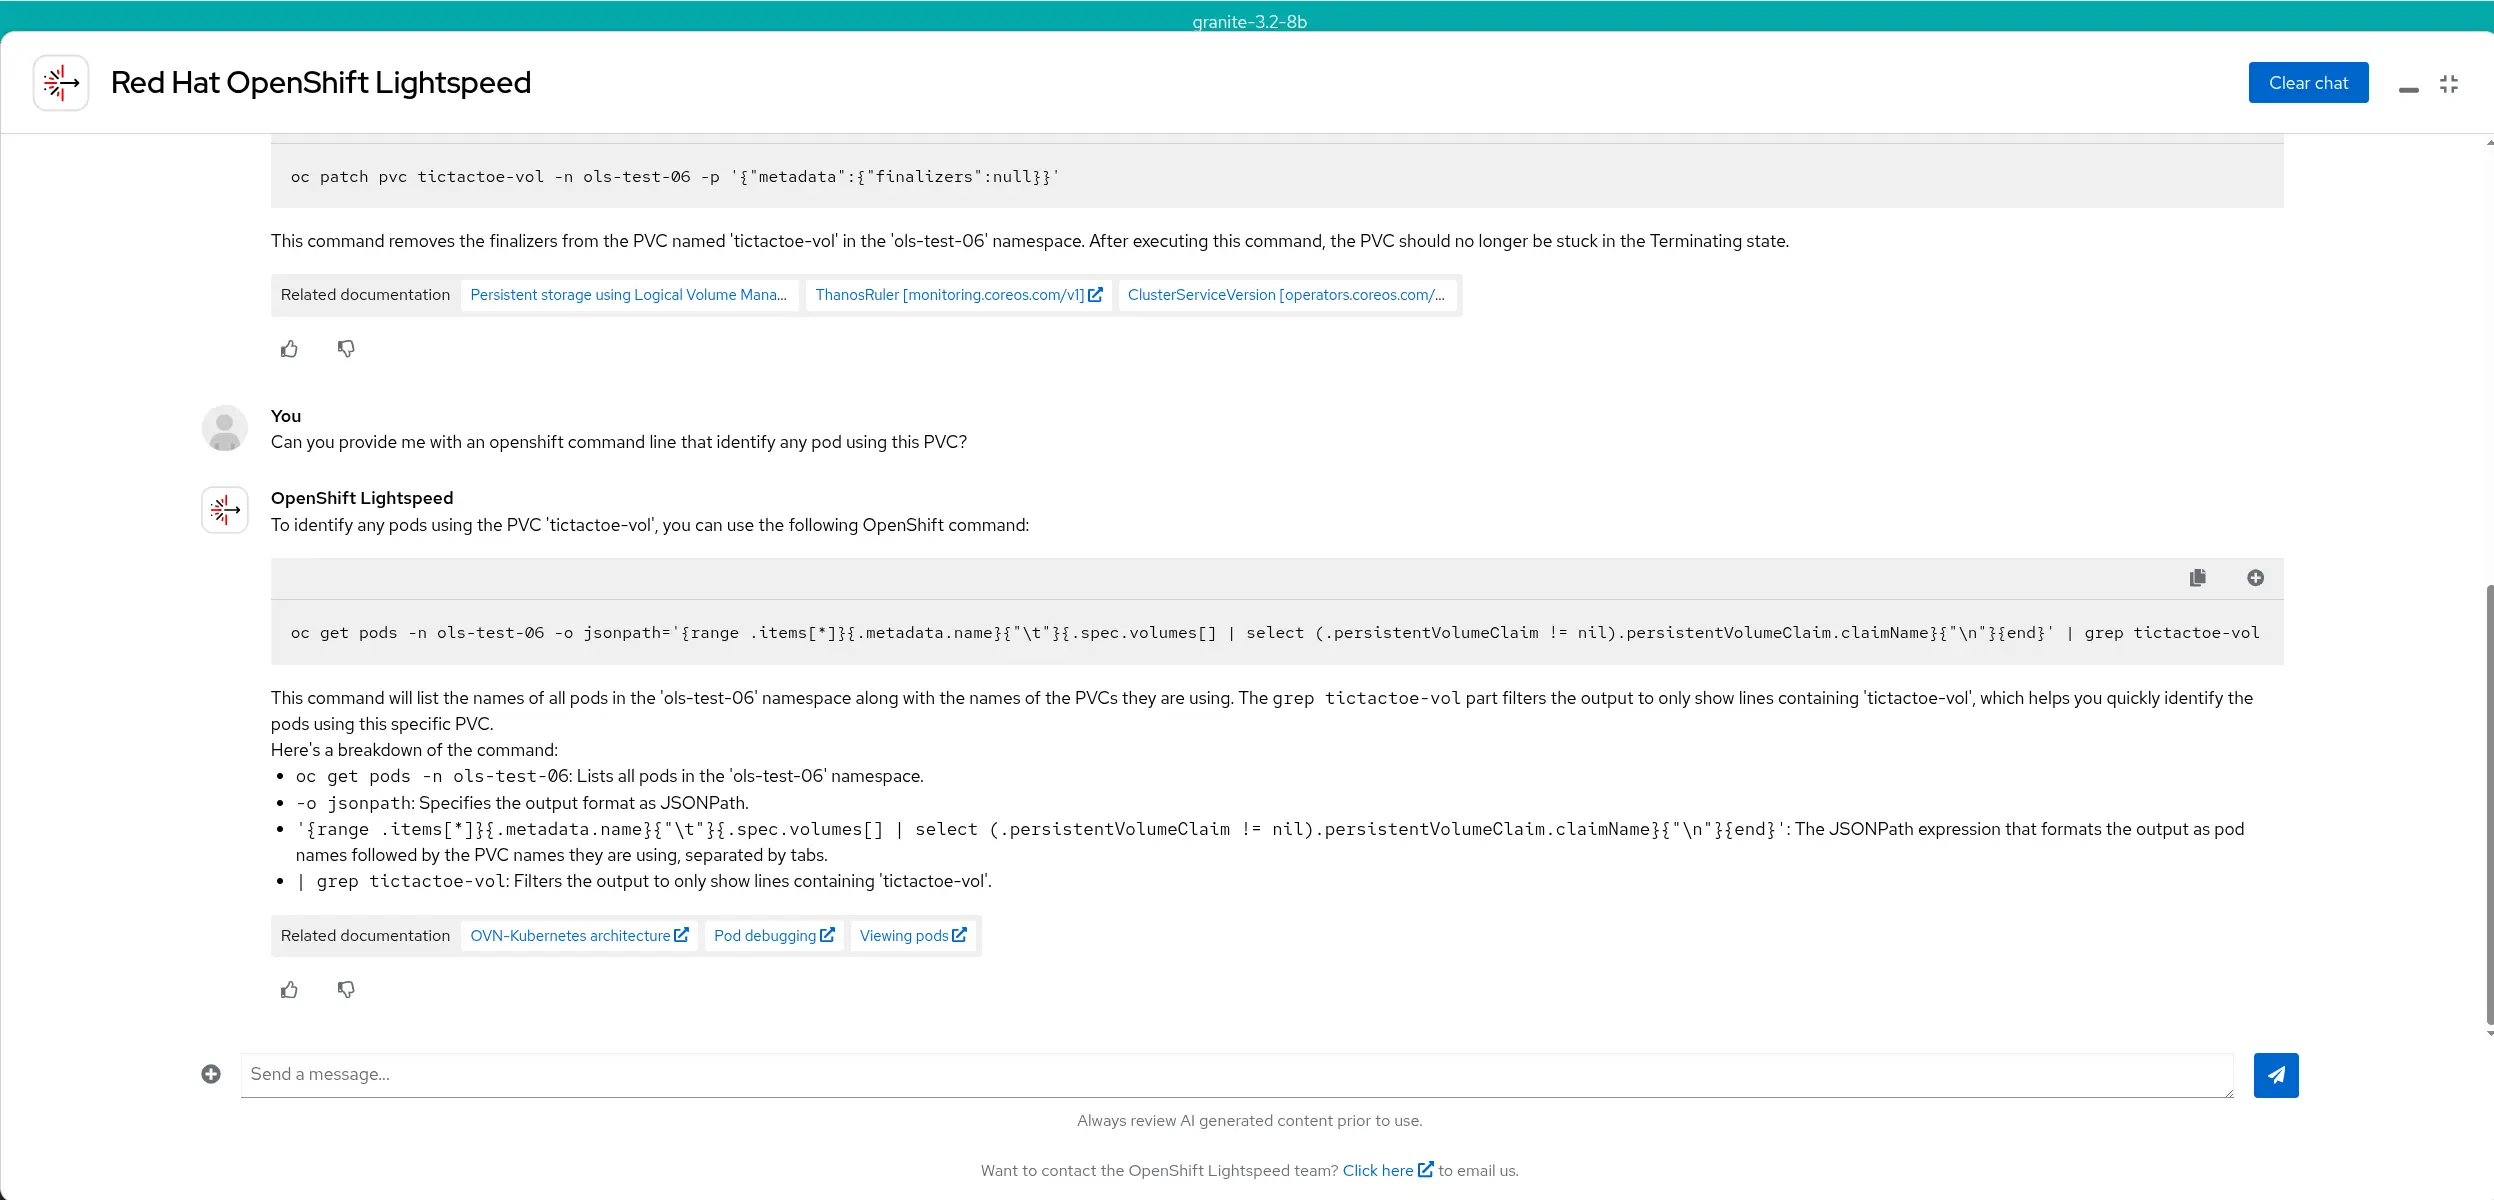 granite-3.2-8b
Red Hat OpenShift Lightspeed
Clear chat
oc patch pvc tictactoe-vol -n ols-test-06 -p '{"metadata":{"finalizers":null}}'
This command removes the finalizers from the PVC named 'tictactoe-vol' in the 'ols-test-06' namespace. After executing this command, the PVC should no longer be stuck in the Terminating state.
Related documentation Persistent storage using Logical Volume Mana... ThanosRuler [monitoring.coreos.com/v1] ClusterServiceVersion [operators.coreos.com/...
You
Can you provide me with an openshift command line that identify any pod using this PVC?
OpenShift Lightspeed
To identify any pods using the PVC 'tictactoe-vol', you can use the following OpenShift command:
oc get pods -n ols-test-06 -o jsonpath='{range .items[*]}{.metadata.name}{"\t"}{.spec.volumes[] | select (.persistentVolumeClaim != nil).persistentVolumeClaim.claimName}{"\n"}{end}' | grep tictactoe-vol
This command will list the names of all pods in the 'ols-test-06' namespace along with the names of the PVCs they are using. The grep tictactoe-vol part filters the output to only show lines containing 'tictactoe-vol', which helps you quickly identify the
pods using this specific PVC.
Here's a breakdown of the command:
• oc get pods -n ols-test-06: Lists all pods in the 'ols-test-06' namespace.
• -o jsonpath: Specifies the output format as JSONPath.
• '{range .items[*]}{.metadata.name}{"\t"}{.spec.volumes[] | select (.persistentVolumeClaim != nil).persistentVolumeClaim.claimName}{"\n"}{end}': The JSONPath expression that formats the output as pod
names followed by the PVC names they are using, separated by tabs.
• | grep tictactoe-vol: Filters the output to only show lines containing 'tictactoe-vol'.
Related documentation OVN-Kubernetes architecture Pod debugging Viewing pods
Send a message...
Always review AI generated content prior to use.
Want to contact the OpenShift Lightspeed team? Click here to email us.